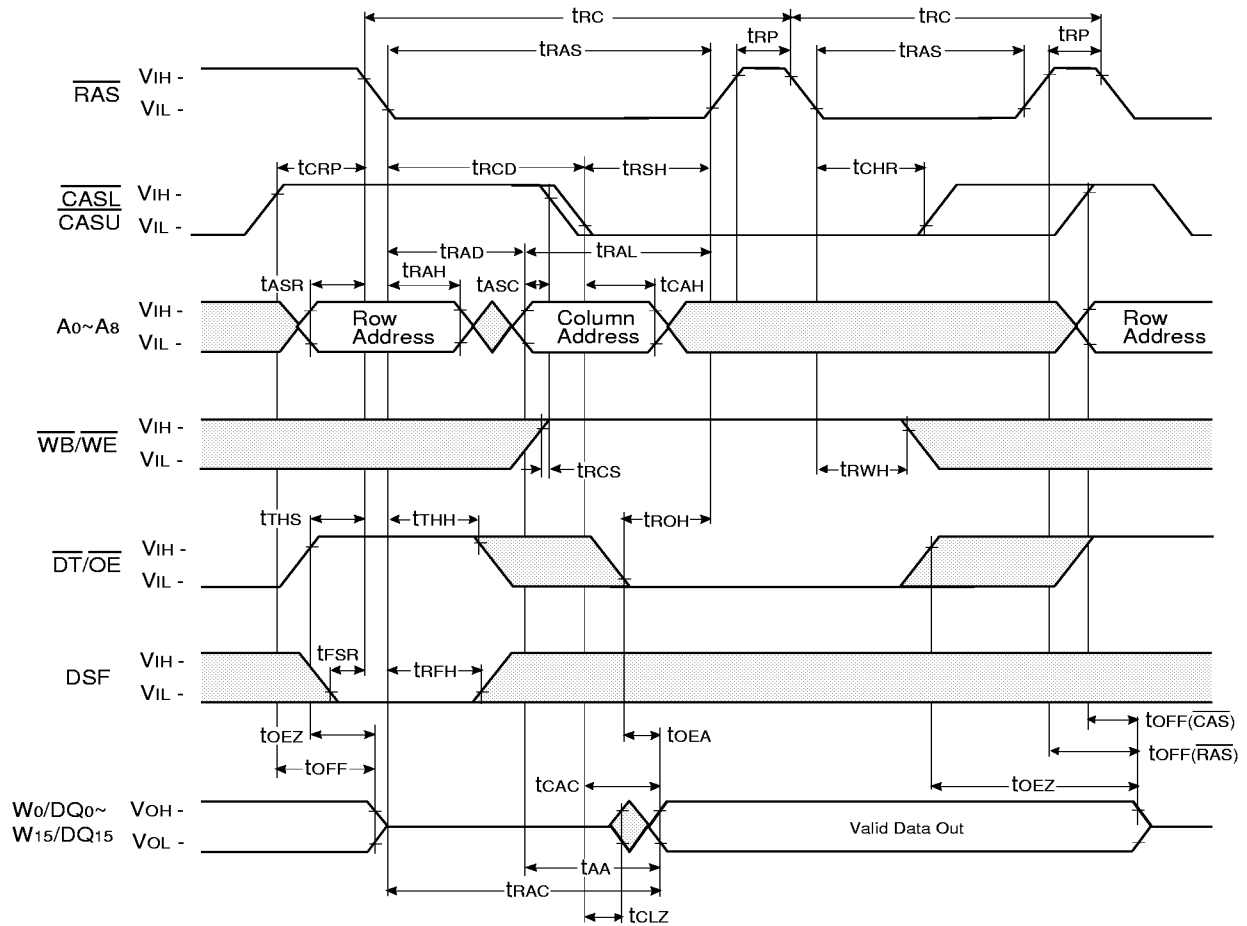 tRC tRC
tRAS tRP tRAS tRP
RAS VIH -
VIL -
tCRP tRCD tRSH tCHR
CASL VIH -
CASU VIL -
tRAD tRAL
tASR tRAH tASC tCAH
A0~A8 VIH -
VIL -
Row Address
Column Address
Row Address
WB/WE VIH -
VIL -
tRCS tRWH
tTHS tTHH tROH
DT/OE VIH -
VIL -
tFSR tRFH
DSF VIH -
VIL -
tOEZ tOEA tOFF(CAS)
tOFF tOFF(RAS)
tCAC tOEZ
W0/DQ0~ VOH -
W15/DQ15 VOL -
Valid Data Out
tAA
tRAC
tCLZ